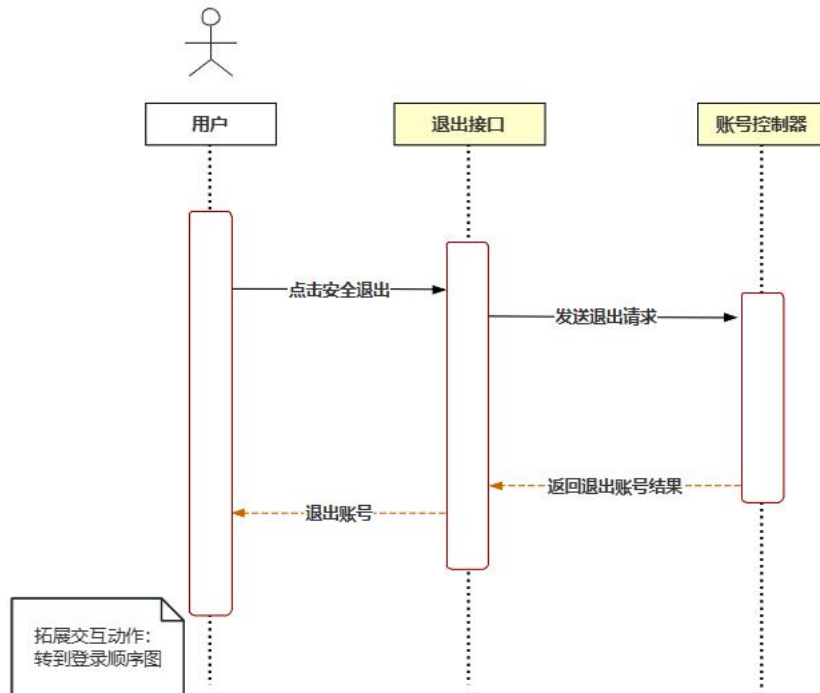 用户
退出接口
账号控制器
点击安全退出
发送退出请求
返回退出账号结果
退出账号
拓展交互动作：
转到登录顺序图